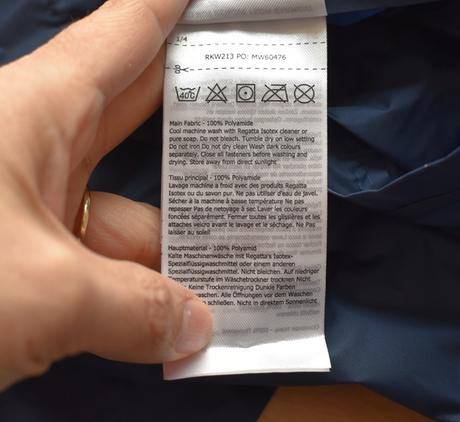 1/4
RKW213 PO: MW60476
40°C
Main Fabric - 100% Polyamide
Cool machine wash with Regatta Isotex cleaner or
pure soap. Do not bleach. Tumble dry on low setting
Do not iron Do not dry clean Wash dark colours
separately. Close all fasteners before washing and
drying. Store away from direct sunlight
Tissu principal - 100% Polyamide
Lavage machine a froid avec des produits Regatta
Isotex ou du savon pure. Ne pas utiliser d'eau de javel.
Sécher à la machine à basse température Ne pas
repasser Pas de netoyage à sec Laver les couleurs
foncées séparément. Fermer toutes les glissières et les
attaches velcro avant le lavage et le séchage. Ne pas
laisser au soleil
Hauptmaterial - 100% Polyamid
Kalte Maschinenwäsche mit Regatta's Isotex-
Spezialflüssigwaschmittel oder einem anderen
Spezialflüssigwaschmittel. Nicht bleichen. Auf niedriger
Temperaturstufe im Wäschetrockner trocknen Nicht
Keine Trockenreinigung Dunkle Farben
waschen. Alle Öffnungen vor dem Waschen
schließen. Nicht in direktem Sonnenlicht